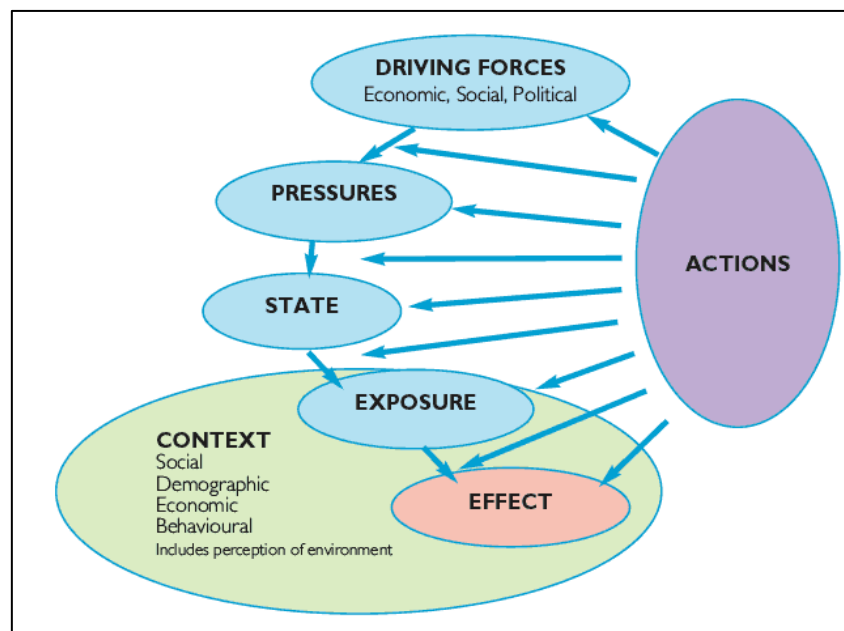 DRIVING FORCES
Economic, Social, Political
PRESSURES
ACTIONS
STATE
EXPOSURE
CONTEXT
Social
Demographic
Economic
Behavioural
Includes perception of environment
EFFECT